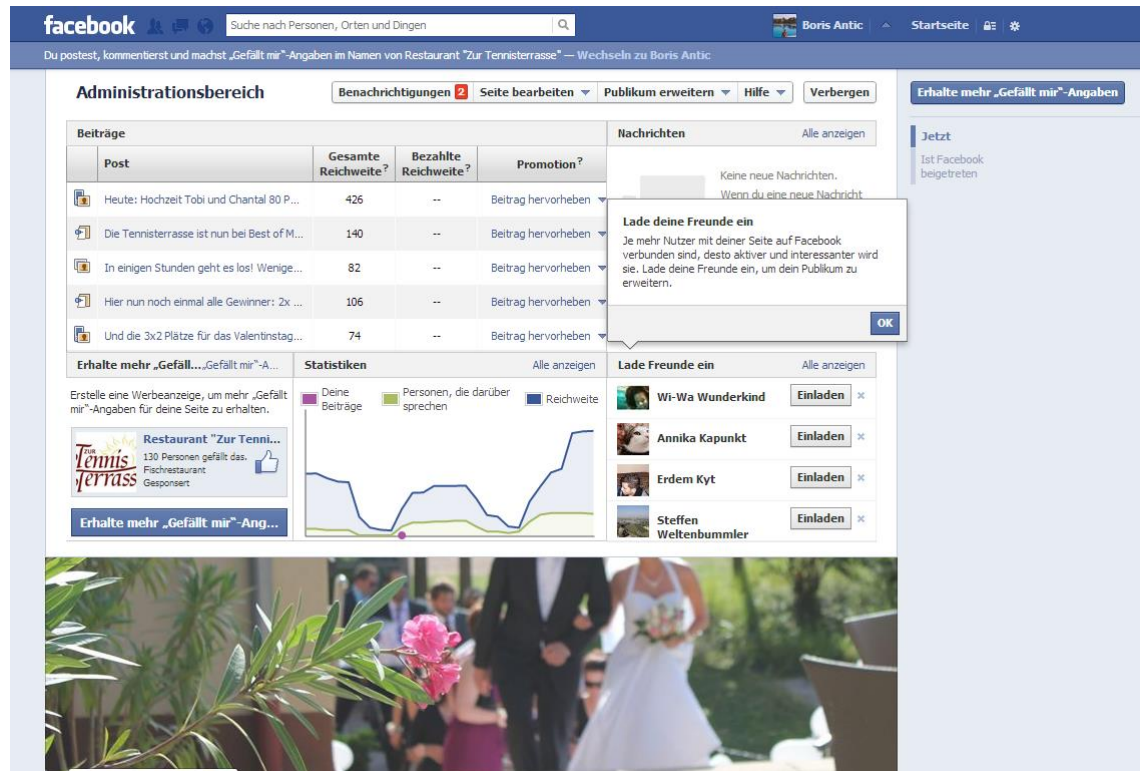 facebook Suche nach Personen, Orten und Dingen Boris Antic Startseite
Du postest, kommentierst und machst „Gefällt mir"-Angaben im Namen von Restaurant "Zur Tennisterrasse" — Wechseln zu Boris Antic
Administrationsbereich Benachrichtigungen 2 Seite bearbeiten Publikum erweitern Hilfe Verbergen
Erhalte mehr „Gefällt mir"-Angaben
Jetzt
Ist Facebook
beigetreten
Beiträge
Post Gesamte Reichweite? Bezahlte Reichweite? Promotion?
Heute: Hochzeit Tobi und Chantal 80 P... 426 -- Beitrag hervorheben
Die Tennisterrasse ist nun bei Best of M... 140 -- Beitrag hervorheben
In einigen Stunden geht es los! Wenige... 82 -- Beitrag hervorheben
Hier nun noch einmal alle Gewinner: 2x ... 106 -- Beitrag hervorheben
Und die 3x2 Plätze für das Valentinstag... 74 -- Beitrag hervorheben
Nachrichten Alle anzeigen
Keine neue Nachrichten.
Wenn du eine neue Nachricht
Lade deine Freunde ein
Je mehr Nutzer mit deiner Seite auf Facebook
verbunden sind, desto aktiver und interessanter wird
sie. Lade deine Freunde ein, um dein Publikum zu
erweitern.
OK
Erhalte mehr „Gefäll...„Gefällt mir"-A...
Erstelle eine Werbeanzeige, um mehr „Gefällt
mir"-Angaben für deine Seite zu erhalten.
ZUR
Tennis
Terrass
Restaurant "Zur Tenni...
130 Personen gefällt das.
Fischrestaurant
Gesponsert
Erhalte mehr „Gefällt mir"-Ang...
Statistiken Alle anzeigen
Deine
Beiträge
Personen, die darüber
sprechen
Reichweite
Lade Freunde ein Alle anzeigen
Wi-Wa Wunderkind Einladen ×
Annika Kapunkt Einladen ×
Erdem Kyt Einladen ×
Steffen Einladen ×
Weltenbummler